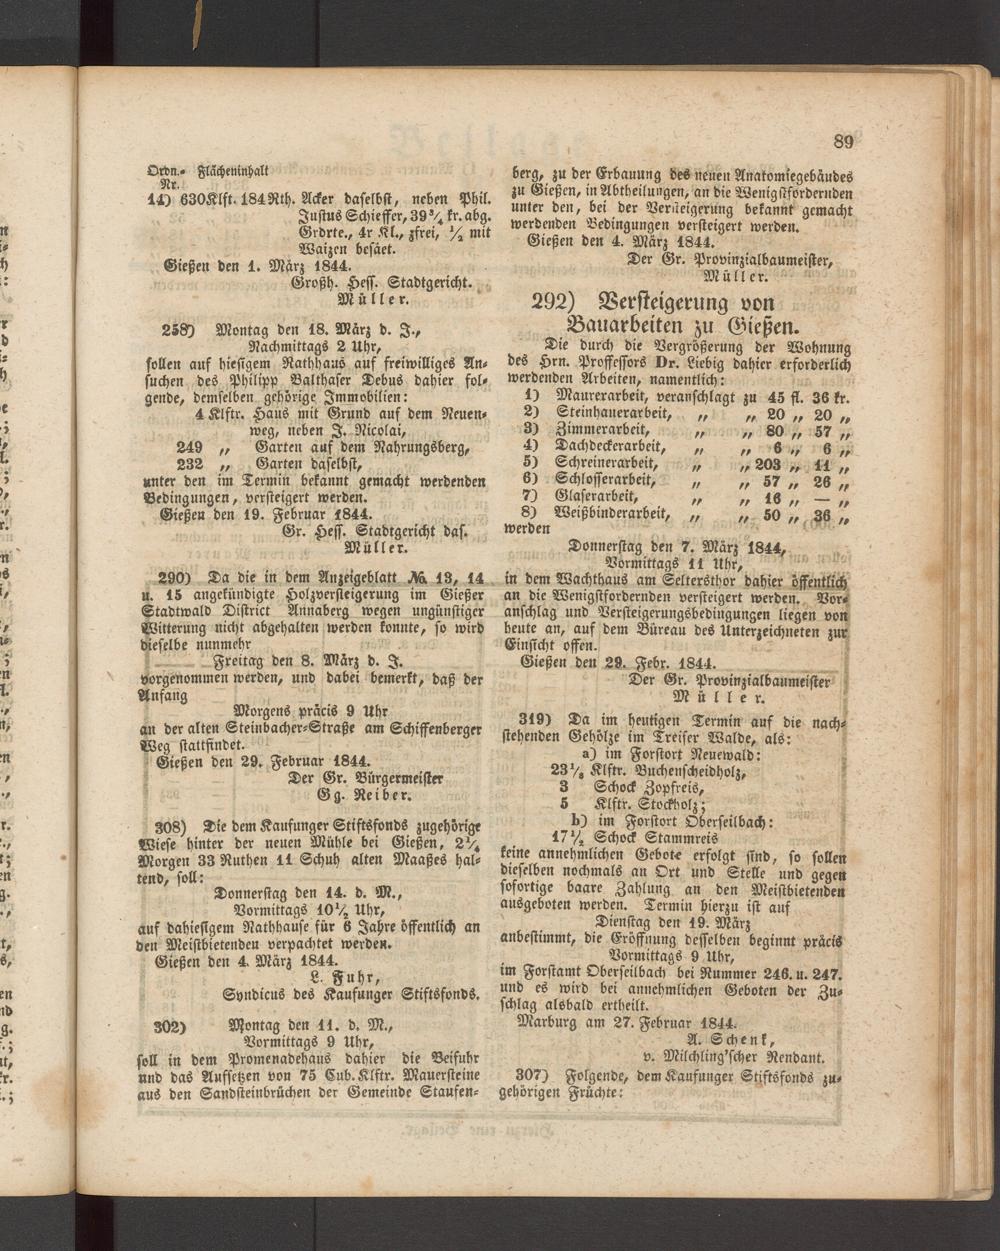 89
Ordn.- Flächeninhalt
Nr.
14) 630 Klft. 184 Rth. Acker daselbst, neben Phil.
Justus Schieffer, 39 3/4 kr. abg.
Grdrte., 4r Kl., zfrei, 1/2 mit
Waizen besäet.
Gießen den 1. März 1844.
Großh. Hess. Stadtgericht.
Müller.
258) Montag den 18. März d. J.,
Nachmittags 2 Uhr,
sollen auf hiesigem Rathhaus auf freiwilliges An-
suchen des Philipp Balthaser Debus dahier fol-
gende, demselben gehörige Immobilien:
4 Klftr. Haus mit Grund auf dem Neuen-
weg, neben J. Nicolai,
249 „ Garten auf dem Nahrungsberg,
232 „ Garten daselbst,
unter den im Termin bekannt gemacht werdenden
Bedingungen, versteigert werden.
Gießen den 19. Februar 1844.
Gr. Hess. Stadtgericht das.
Müller.
290) Da die in dem Anzeigeblatt No. 13, 14
u. 15 angekündigte Holzversteigerung im Gießer
Stadtwald District Annaberg wegen ungünstiger
Witterung nicht abgehalten werden konnte, so wird
dieselbe nunmehr
Freitag den 8. März d. J.
vorgenommen werden, und dabei bemerkt, daß der
Anfang
Morgens präcis 9 Uhr
an der alten Steinbacher-Straße am Schiffenberger
Weg stattfindet.
Gießen den 29. Februar 1844.
Der Gr. Bürgermeister
Gg. Reiber.
308) Die dem Kaufunger Stiftsfonds zugehörige
Wiese hinter der neuen Mühle bei Gießen, 2 1/4
Morgen 33 Ruthen 11 Schuh alten Maaßes hal-
tend, soll:
Donnerstag den 14. d. M.,
Vormittags 10 1/2 Uhr,
auf dahiesigem Rathhause für 6 Jahre öffentlich an
den Meistbietenden verpachtet werden.
Gießen den 4. März 1844.
L. Fuhr,
Syndicus des Kaufunger Stiftsfonds.
302) Montag den 11. d. M.,
Vormittags 9 Uhr,
soll in dem Promenadehaus dahier die Beifuhr
und das Aufsetzen von 75 Cub. Klftr. Mauersteine
aus den Sandsteinbrüchen der Gemeinde Staufen-
berg, zu der Erbauung des neuen Anatomiegebäudes
zu Gießen, in Abtheilungen, an die Wenigstfordernden
unter den, bei der Versteigerung bekannt gemacht
werdenden Bedingungen versteigert werden.
Gießen den 4. März 1844.
Der Gr. Provinzialbaumeister,
Müller.
292) Versteigerung von
Bauarbeiten zu Gießen.
Die durch die Vergrößerung der Wohnung
des Hrn. Proffessors Dr. Liebig dahier erforderlich
werdenden Arbeiten, namentlich:
1) Maurerarbeit, veranschlagt zu 45 fl. 36 kr.
2) Steinhauerarbeit, „ „ 20 „ 20 „
3) Zimmerarbeit, „ „ 80 „ 57 „
4) Dachdeckerarbeit, „ „ 6 „ 6 „
5) Schreinerarbeit, „ „ 203 „ 11 „
6) Schlosserarbeit, „ „ 57 „ 26 „
7) Glaserarbeit, „ „ 16 „ — „
8) Weißbinderarbeit, „ „ 50 „ 36 „
werden
Donnerstag den 7. März 1844,
Vormittags 11 Uhr,
in dem Wachthaus am Seltersthor dahier öffentlich
an die Wenigstfordernden versteigert werden. Vor-
anschlag und Versteigerungsbedingungen liegen von
heute an, auf dem Büreau des Unterzeichneten zur
Einsicht offen.
Gießen den 29. Febr. 1844.
Der Gr. Provinzialbaumeister
Müller.
319) Da im heutigen Termin auf die nach-
stehenden Gehölze im Treiser Walde, als:
a) im Forstort Neuewald:
23 1/8 Klftr. Buchenscheidholz,
3 Schock Zopfreis,
5 Klftr. Stockholz;
b) im Forstort Oberseilbach:
17 1/2 Schock Stammreis
keine annehmlichen Gebote erfolgt sind, so sollen
dieselben nochmals an Ort und Stelle und gegen
sofortige baare Zahlung an den Meistbietenden
ausgeboten werden. Termin hierzu ist auf
Dienstag den 19. März
anbestimmt, die Eröffnung desselben beginnt präcis
Vormittags 9 Uhr,
im Forstamt Oberseilbach bei Nummer 246. u. 247.
und es wird bei annehmlichen Geboten der Zu-
schlag alsbald ertheilt.
Marburg am 27. Februar 1844.
A. Schenk,
v. Milchling'scher Rendant.
307) Folgende, dem Kaufunger Stiftsfonds zu-
gehörigen Früchte: